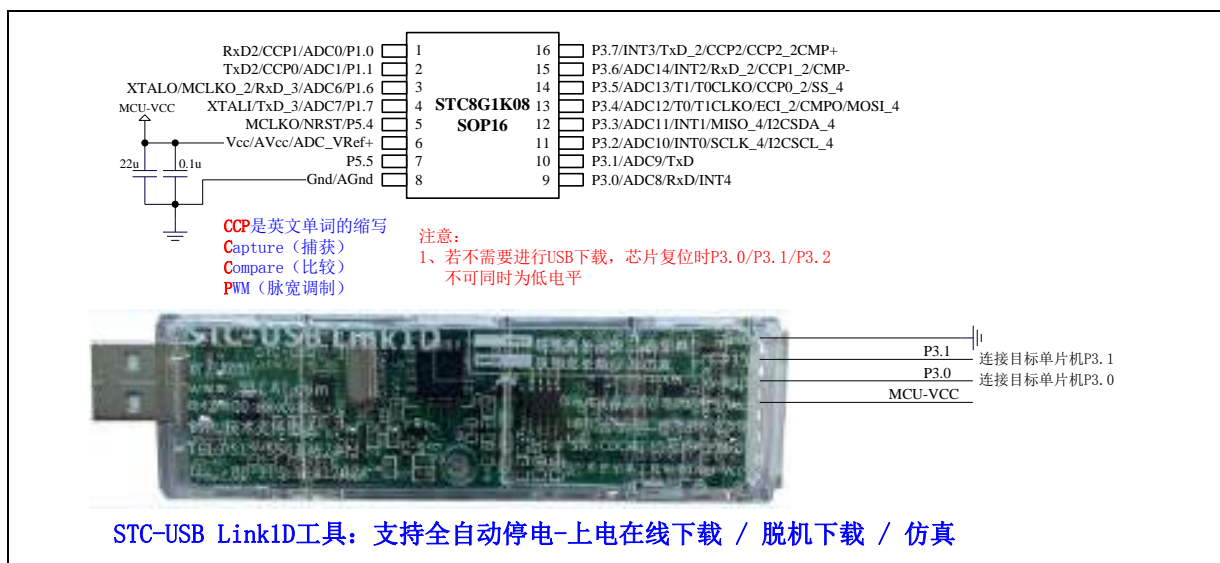 RxD2/CCP1/ADC0/P1.0 1
TxD2/CCP0/ADC1/P1.1 2
XTALO/MCLKO_2/RxD_3/ADC6/P1.6 3
MCU-VCC
XTALI/TxD_3/ADC7/P1.7 4
MCLKO/NRST/P5.4 5
Vcc/AVcc/ADC_VRef+ 6
P5.5 7
22u 0.1u
Gnd/AGnd 8
STC8G1K08
SOP16
16 P3.7/INT3/TxD_2/CCP2/CCP2_2CMP+
15 P3.6/ADC14/INT2/RxD_2/CCP1_2/CMP-
14 P3.5/ADC13/T1/T0CLKO/CCP0_2/SS_4
13 P3.4/ADC12/T0/T1CLKO/ECI_2/CMPO/MOSI_4
12 P3.3/ADC11/INT1/MISO_4/I2CSDA_4
11 P3.2/ADC10/INT0/SCLK_4/I2CSCL_4
10 P3.1/ADC9/TxD
9 P3.0/ADC8/RxD/INT4
CCP是英文单词的缩写
Capture（捕获）
Compare（比较）
PWM（脉宽调制）
注意:
1、若不需要进行USB下载，芯片复位时P3.0/P3.1/P3.2
不可同时为低电平
STC-USB Link1D
P3.1 连接目标单片机P3.1
P3.0 连接目标单片机P3.0
MCU-VCC
STC-USB Link1D工具：支持全自动停电-上电在线下载 / 脱机下载 / 仿真